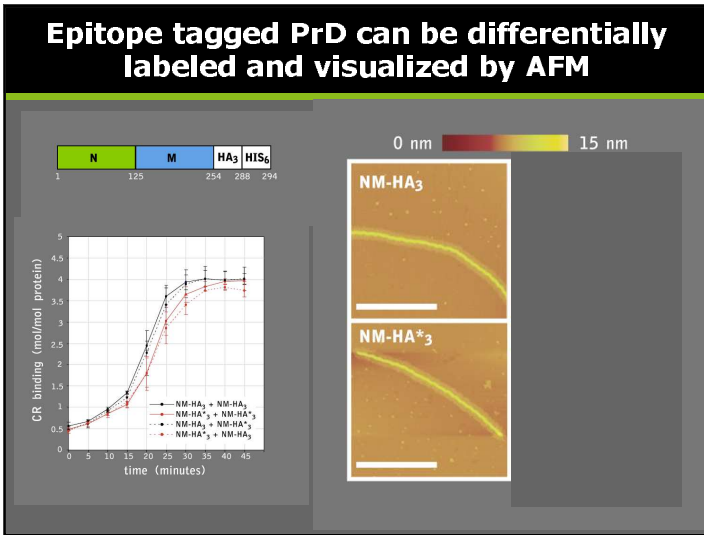 Epitope tagged PrD can be differentially
labeled and visualized by AFM
N M HA3 HIS6
1 125 254 288 294
0 nm 15 nm
NM-HA3
NM-HA*3
CR binding (mol/mol protein)
5
4.5
4
3.5
3
2.5
2
1.5
1
0.5
0
NM-HA3 + NM-HA3
NM-HA*3 + NM-HA*3
NM-HA3 + NM-HA*3
NM-HA*3 + NM-HA3
0 5 10 15 20 25 30 35 40 45
time (minutes)